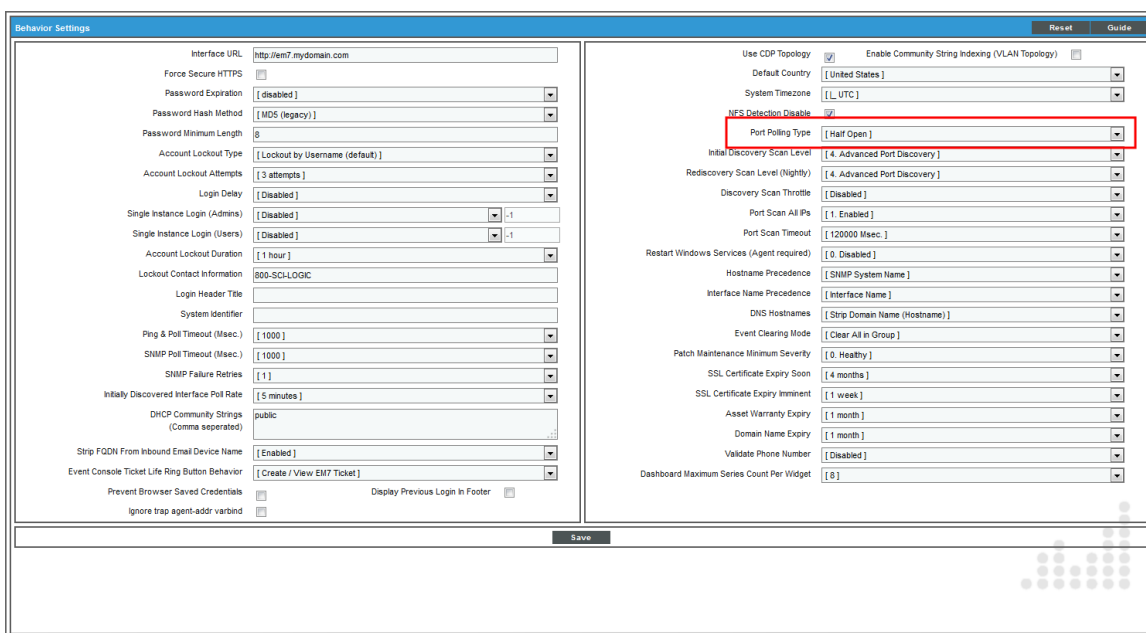 Behavior Settings Reset Guide
Interface URL http://em7.mydomain.com
Force Secure HTTPS
Password Expiration [ disabled ]
Password Hash Method [ MD5 (legacy) ]
Password Minimum Length 8
Account Lockout Type [ Lockout by Username (default) ]
Account Lockout Attempts [ 3 attempts ]
Login Delay [ Disabled ]
Single Instance Login (Admins) [ Disabled ] -1
Single Instance Login (Users) [ Disabled ] -1
Account Lockout Duration [ 1 hour ]
Lockout Contact Information 800-SCI-LOGIC
Login Header Title
System Identifier
Ping & Poll Timeout (Msec.) [ 1000 ]
SNMP Poll Timeout (Msec.) [ 1000 ]
SNMP Failure Retries [ 1 ]
Initially Discovered Interface Poll Rate [ 5 minutes ]
DHCP Community Strings public
(Comma seperated)
Strip FQDN From Inbound Email Device Name [ Enabled ]
Event Console Ticket Life Ring Button Behavior [ Create / View EM7 Ticket ]
Prevent Browser Saved Credentials Display Previous Login In Footer
Ignore trap agent-addr varbind
Use CDP Topology Enable Community String Indexing (VLAN Topology)
Default Country [ United States ]
System Timezone [ |_ UTC ]
NFS Detection Disable
Port Polling Type [ Half Open ]
Initial Discovery Scan Level [ 4. Advanced Port Discovery ]
Rediscovery Scan Level (Nightly) [ 4. Advanced Port Discovery ]
Discovery Scan Throttle [ Disabled ]
Port Scan All IPs [ 1. Enabled ]
Port Scan Timeout [ 120000 Msec. ]
Restart Windows Services (Agent required) [ 0. Disabled ]
Hostname Precedence [ SNMP System Name ]
Interface Name Precedence [ Interface Name ]
DNS Hostnames [ Strip Domain Name (Hostname) ]
Event Clearing Mode [ Clear All in Group ]
Patch Maintenance Minimum Severity [ 0. Healthy ]
SSL Certificate Expiry Soon [ 4 months ]
SSL Certificate Expiry Imminent [ 1 week ]
Asset Warranty Expiry [ 1 month ]
Domain Name Expiry [ 1 month ]
Validate Phone Number [ Disabled ]
Dashboard Maximum Series Count Per Widget [ 8 ]
Save